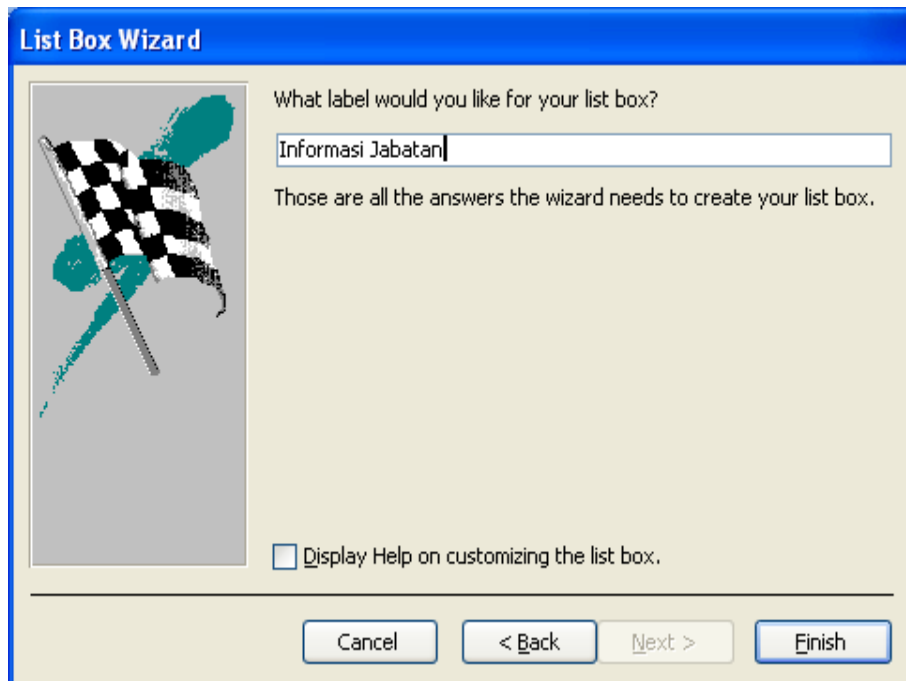 List Box Wizard
What label would you like for your list box?
Informasi Jabatan
Those are all the answers the wizard needs to create your list box.
Display Help on customizing the list box.
Cancel
< Back
Next >
Finish